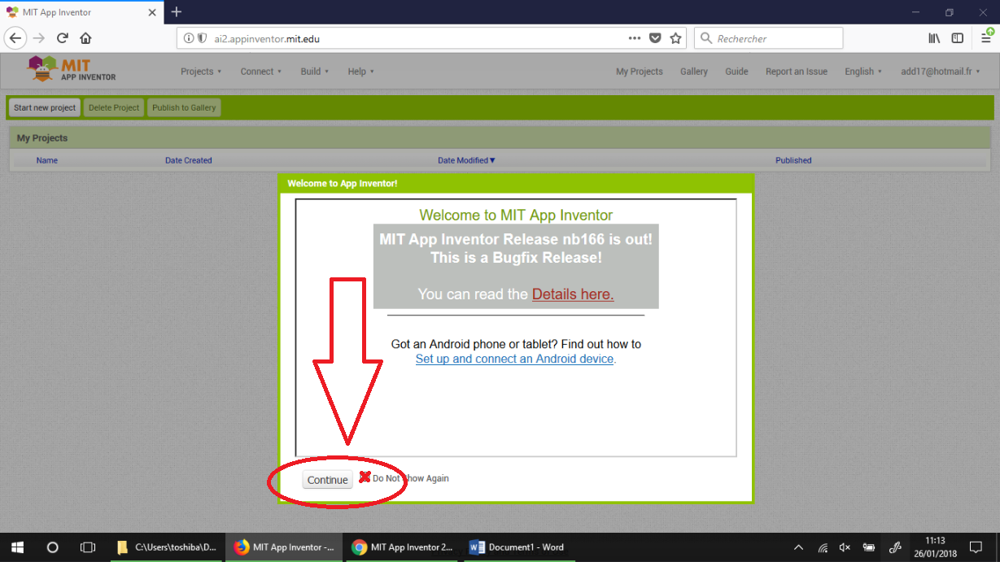 MIT App Inventor
ai2.appinventor.mit.edu
Rechercher
MIT
APP INVENTOR
Projects Connect Build Help My Projects Gallery Guide Report an Issue English add17@hotmail.fr
Start new project Delete Project Publish to Gallery
My Projects
Name Date Created Date Modified▼ Published
Welcome to App Inventor!
Welcome to MIT App Inventor
MIT App Inventor Release nb166 is out!
This is a Bugfix Release!
You can read the Details here.
Got an Android phone or tablet? Find out how to
Set up and connect an Android device.
Continue Do Not Show Again
C:\Users\toshiba\D... MIT App Inventor -... MIT App Inventor 2... Document1 - Word
11:13
26/01/2018